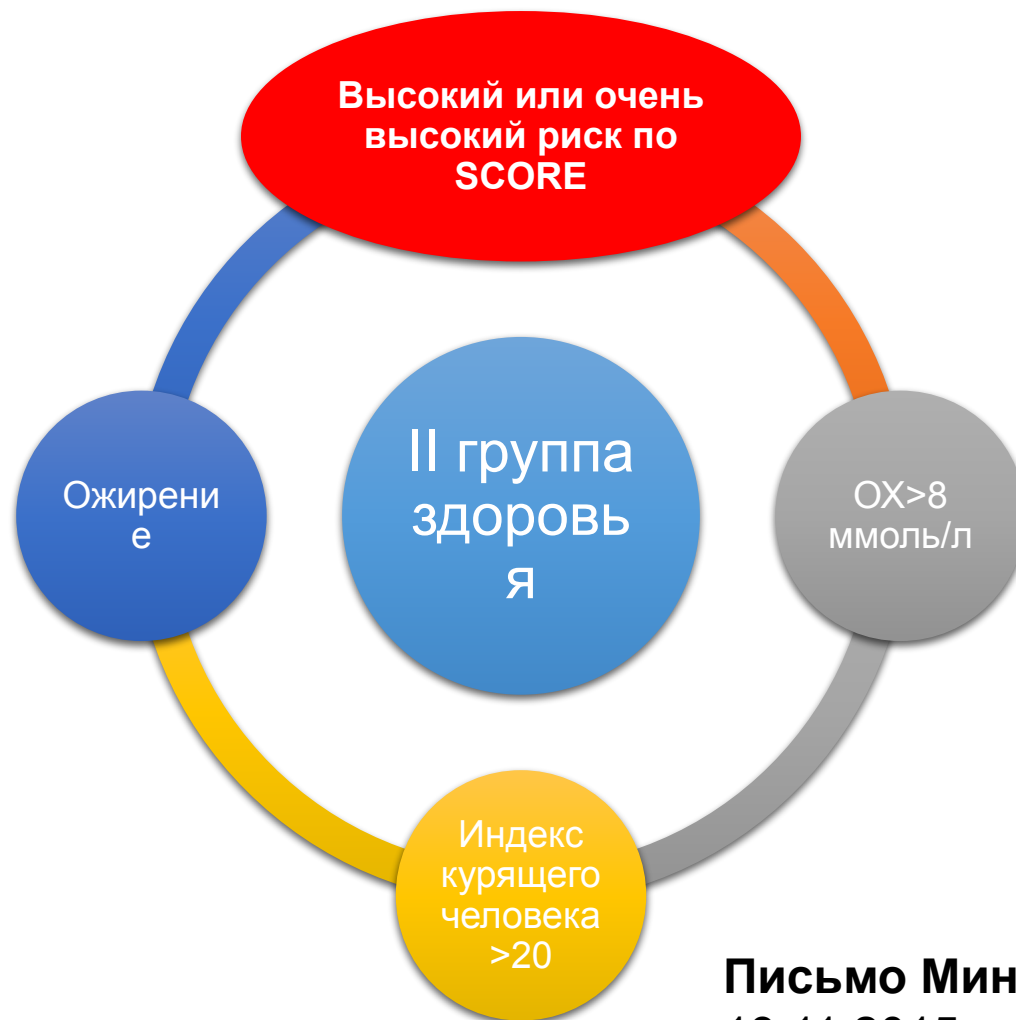 Высокий или очень
высокий риск по
SCORE
Ожирени
е
II группа
здоровь
я
ОХ>8
ммоль/л
Индекс
курящего
человека
>20
Письмо Мин